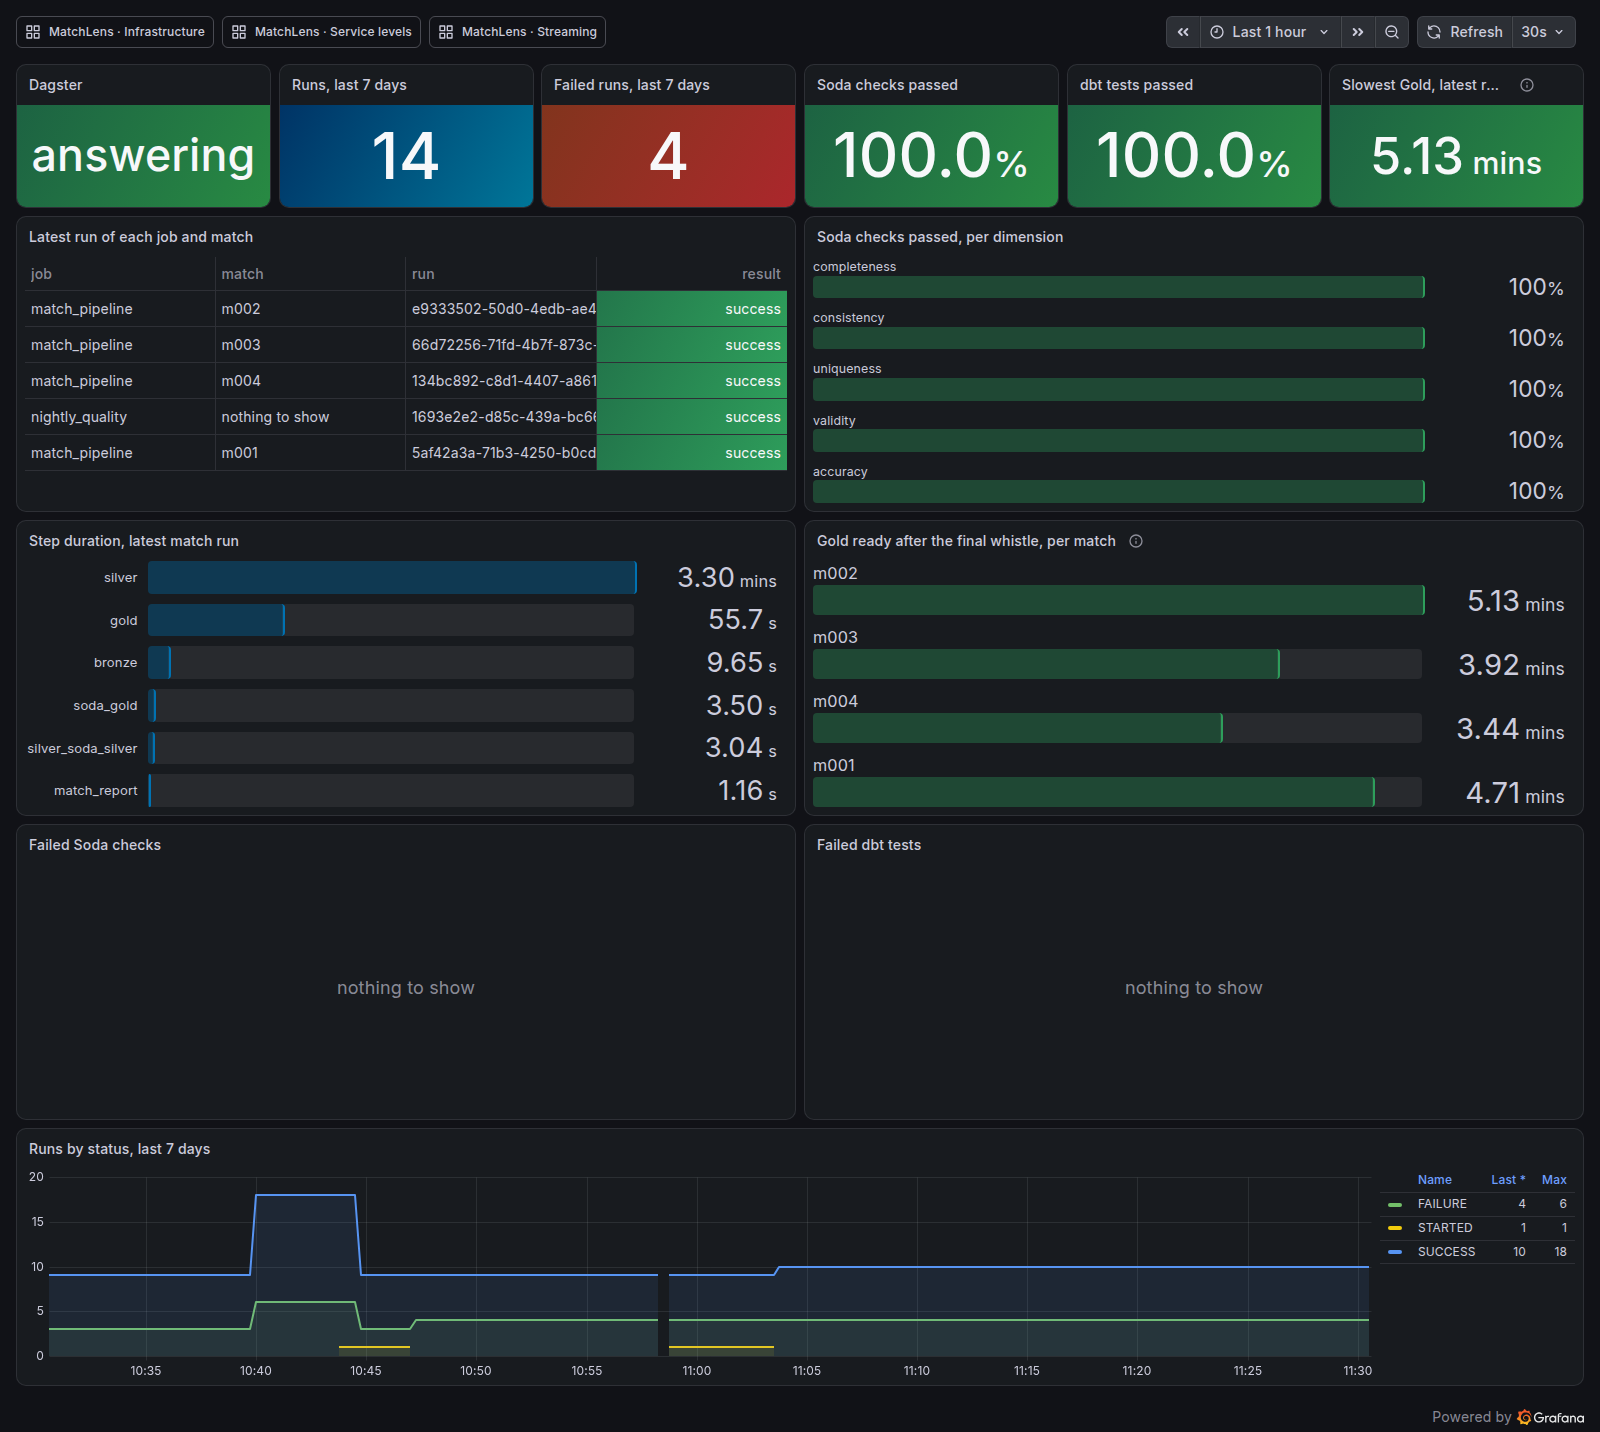 MatchLens · Infrastructure
MatchLens · Service levels
MatchLens · Streaming
Last 1 hour
Refresh
30s
Dagster
answering
Runs, last 7 days
14
Failed runs, last 7 days
4
Soda checks passed
100.0%
dbt tests passed
100.0%
Slowest Gold, latest r...
5.13 mins
Latest run of each job and match
job match run result
match_pipeline m002 e9333502-50d0-4edb-ae4 success
match_pipeline m003 66d72256-71fd-4b7f-873c- success
match_pipeline m004 134bc892-c8d1-4407-a861 success
nightly_quality nothing to show 1693e2e2-d85c-439a-bc66 success
match_pipeline m001 5af42a3a-71b3-4250-b0cd success
Soda checks passed, per dimension
completeness
100%
consistency
100%
uniqueness
100%
validity
100%
accuracy
100%
Step duration, latest match run
silver 3.30 mins
gold 55.7 s
bronze 9.65 s
soda_gold 3.50 s
silver_soda_silver 3.04 s
match_report 1.16 s
Gold ready after the final whistle, per match
m002
5.13 mins
m003
3.92 mins
m004
3.44 mins
m001
4.71 mins
Failed Soda checks
nothing to show
Failed dbt tests
nothing to show
Runs by status, last 7 days
20
15
10
5
0
10:35 10:40 10:45 10:50 10:55 11:00 11:05 11:10 11:15 11:20 11:25 11:30
Name Last * Max
FAILURE 4 6
STARTED 1 1
SUCCESS 10 18
Powered by Grafana